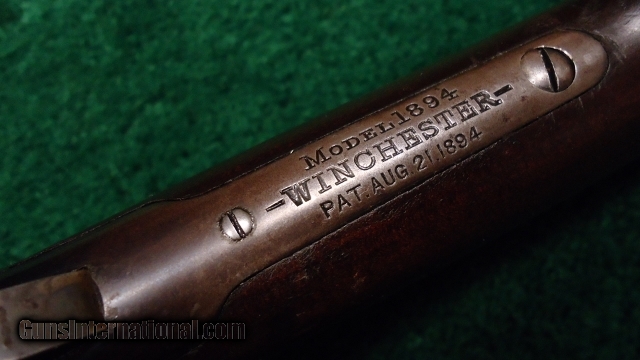 MODEL 1894
-WINCHESTER-
PAT. AUG. 21. 1894
GunsInternational.com